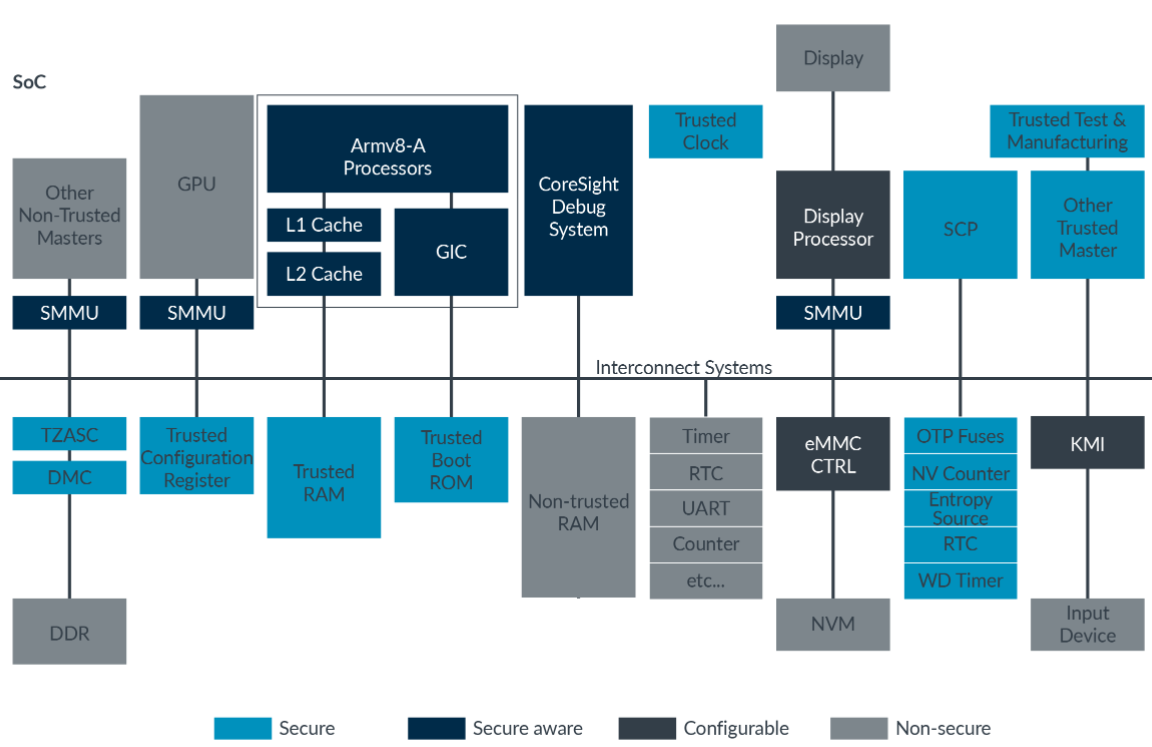 Display
SoC
Trusted
Clock
Trusted Test &
Manufacturing
Armv8-A
Processors
Other
Non-Trusted
Masters
GPU
CoreSight
Debug
System
Display
Processor
SCP
Other
Trusted
Master
L1 Cache
L2 Cache
GIC
SMMU
SMMU
SMMU
Interconnect Systems
TZASC
DMC
Trusted
Configuration
Register
Trusted
RAM
Trusted
Boot
ROM
Non-trusted
RAM
Timer
RTC
UART
Counter
etc...
eMMC
CTRL
OTP Fuses
NV Counter
Entropy
Source
RTC
WD Timer
KMI
DDR
NVM
Input
Device
Secure
Secure aware
Configurable
Non-secure